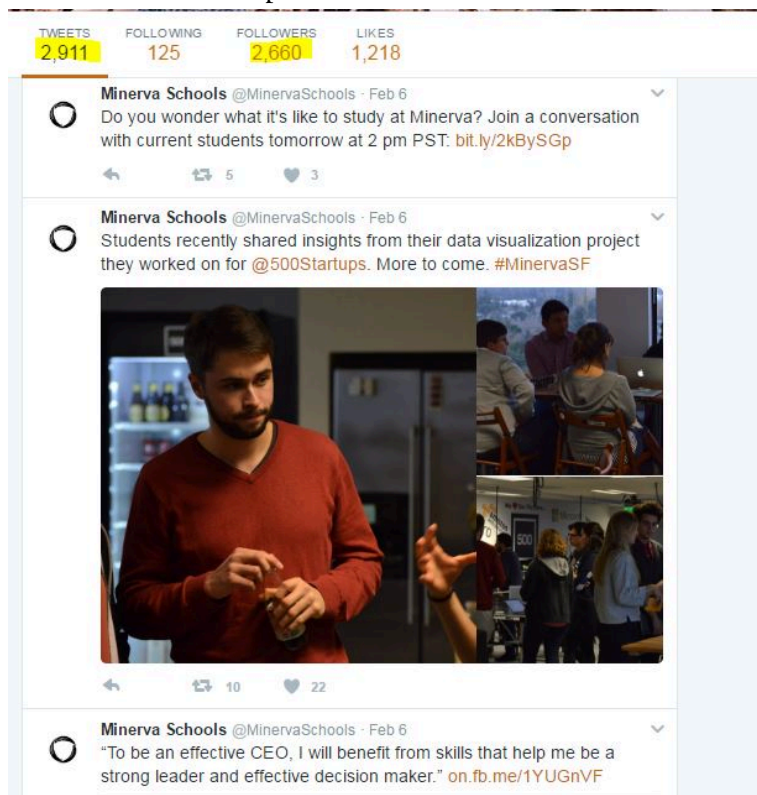 TWEETS FOLLOWING FOLLOWERS LIKES
2,911 125 2,660 1,218
Minerva Schools @MinervaSchools · Feb 6
Do you wonder what it's like to study at Minerva? Join a conversation
with current students tomorrow at 2 pm PST: bit.ly/2kBySGp
5 3
Minerva Schools @MinervaSchools · Feb 6
Students recently shared insights from their data visualization project
they worked on for @500Startups. More to come. #MinervaSF
500
10 22
Minerva Schools @MinervaSchools · Feb 6
“To be an effective CEO, I will benefit from skills that help me be a
strong leader and effective decision maker.” on.fb.me/1YUGnVF